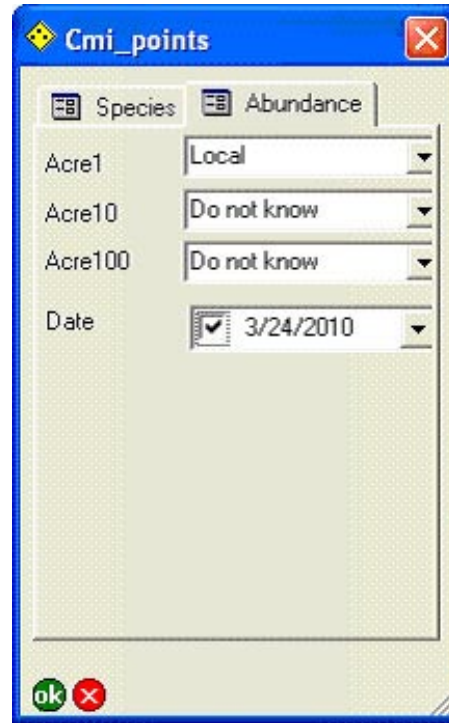 Cmi_points
Species Abundance
Acre1 Local
Acre10 Do not know
Acre100 Do not know
Date 3/24/2010
ok